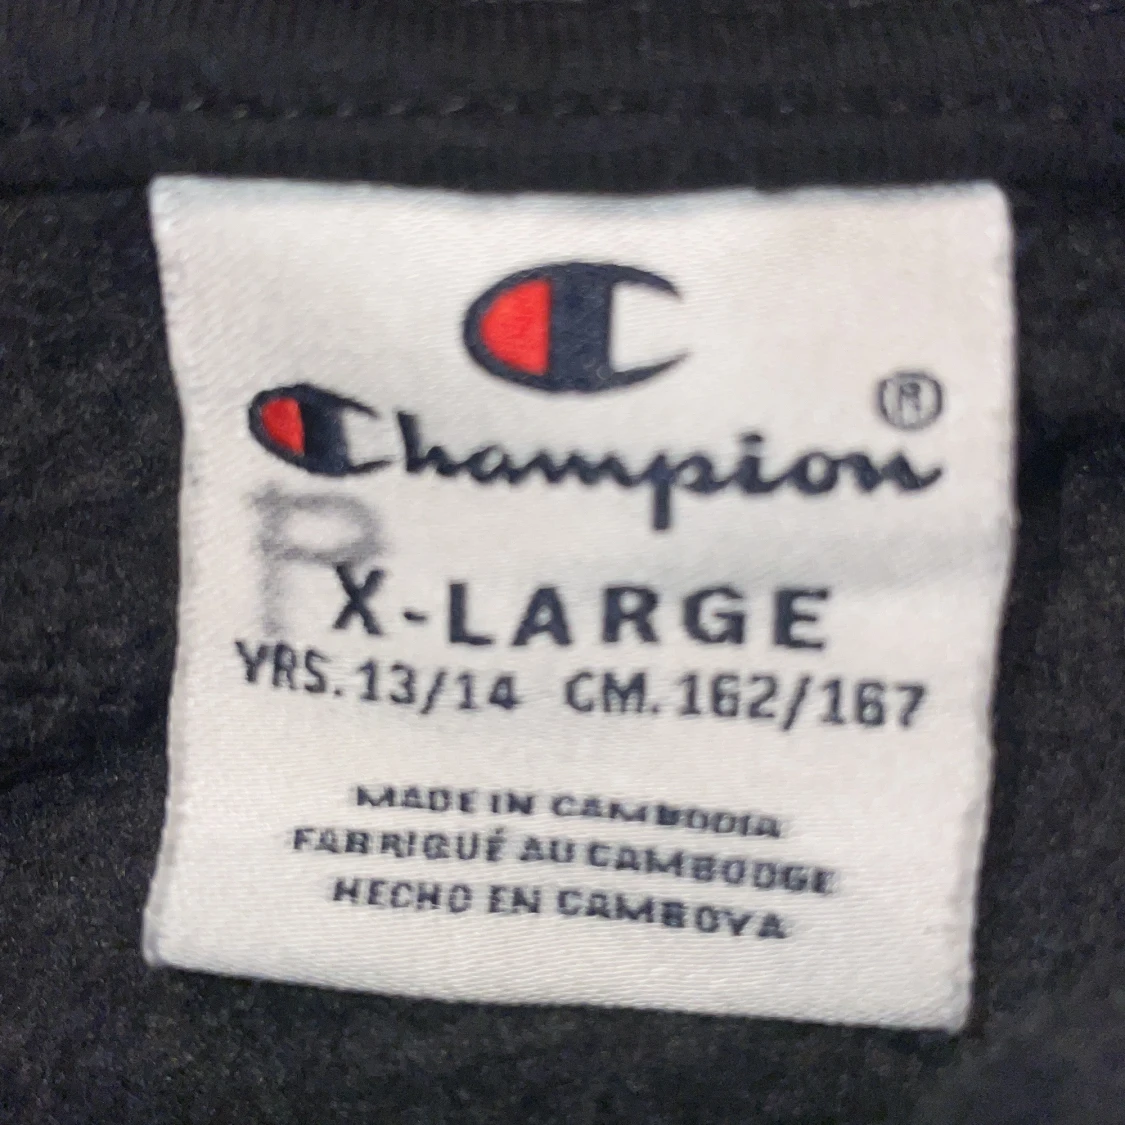 Champion ®
P
X-LARGE
YRS. 13/14 CM. 162/167
MADE IN CAMBODIA
FABRIQUÉ AU CAMBODGE
HECHO EN CAMBOYA